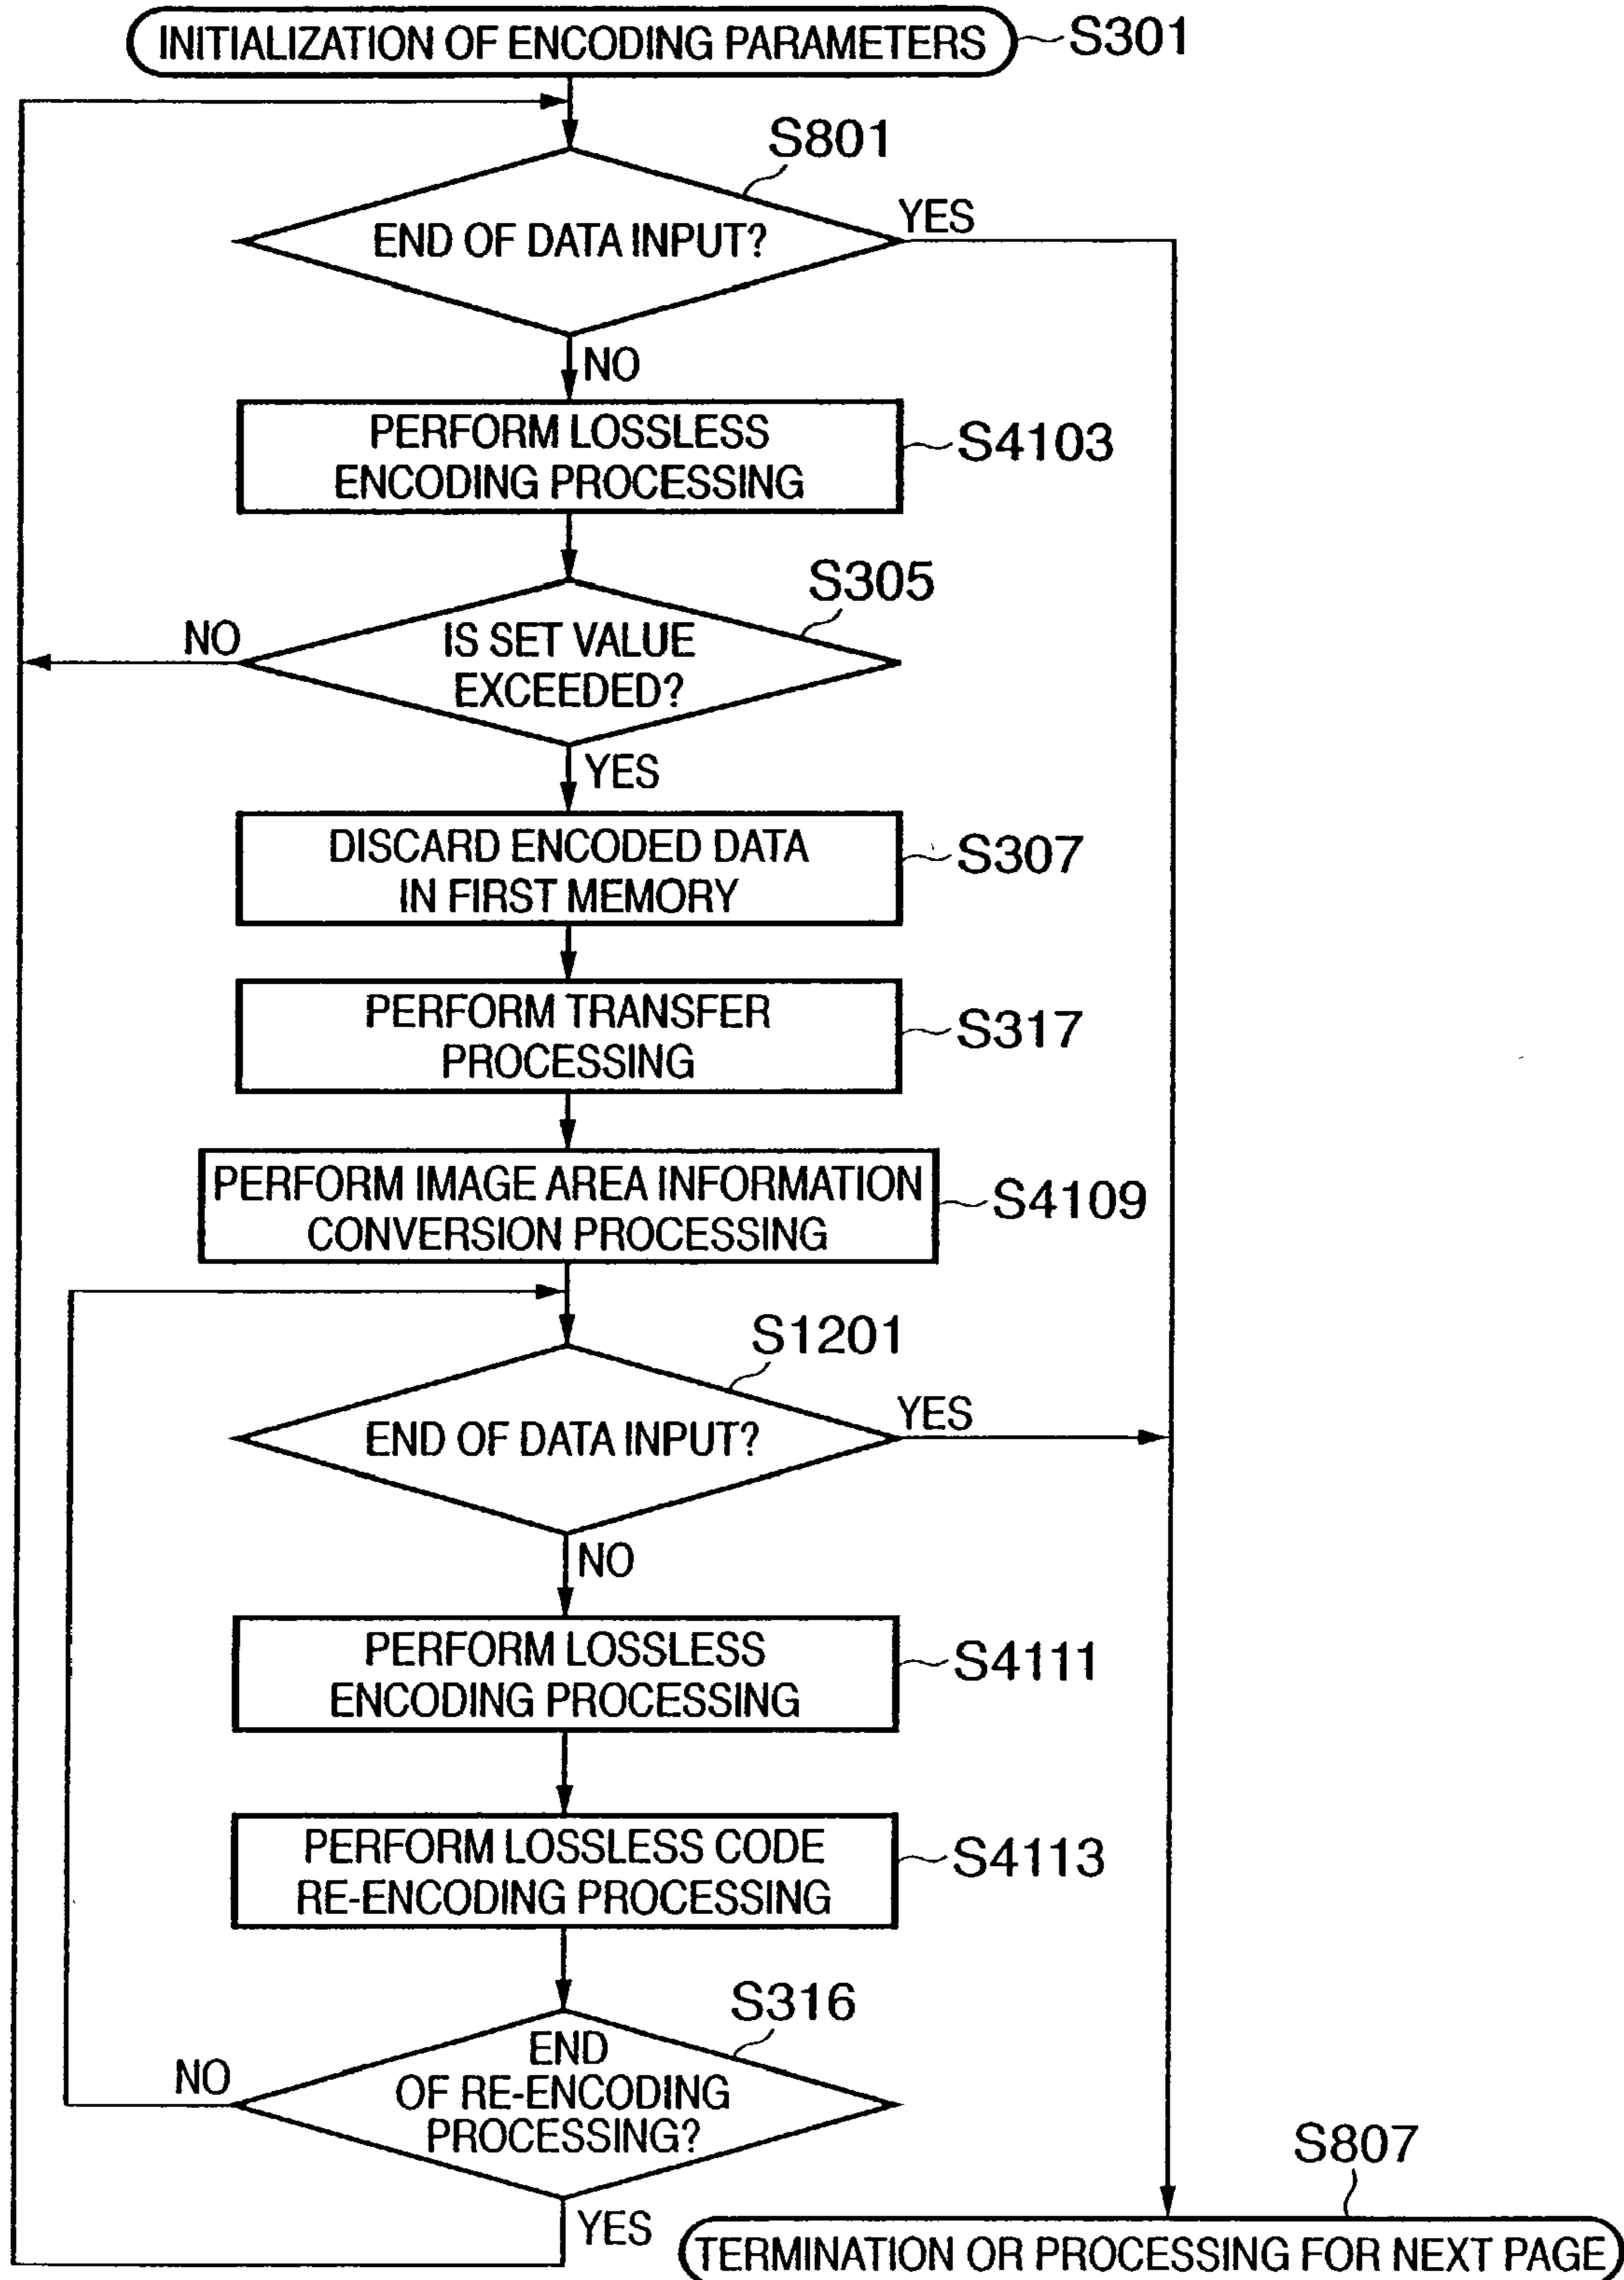 INITIALIZATION OF ENCODING PARAMETERS
S301
S801
END OF DATA INPUT?
YES
NO
PERFORM LOSSLESS
ENCODING PROCESSING
S4103
S305
IS SET VALUE
EXCEEDED?
NO
YES
DISCARD ENCODED DATA
IN FIRST MEMORY
S307
PERFORM TRANSFER
PROCESSING
S317
PERFORM IMAGE AREA INFORMATION
CONVERSION PROCESSING
S4109
S1201
END OF DATA INPUT?
YES
NO
PERFORM LOSSLESS
ENCODING PROCESSING
S4111
PERFORM LOSSLESS CODE
RE-ENCODING PROCESSING
S4113
S316
END
OF RE-ENCODING
PROCESSING?
NO
YES
S807
TERMINATION OR PROCESSING FOR NEXT PAGE